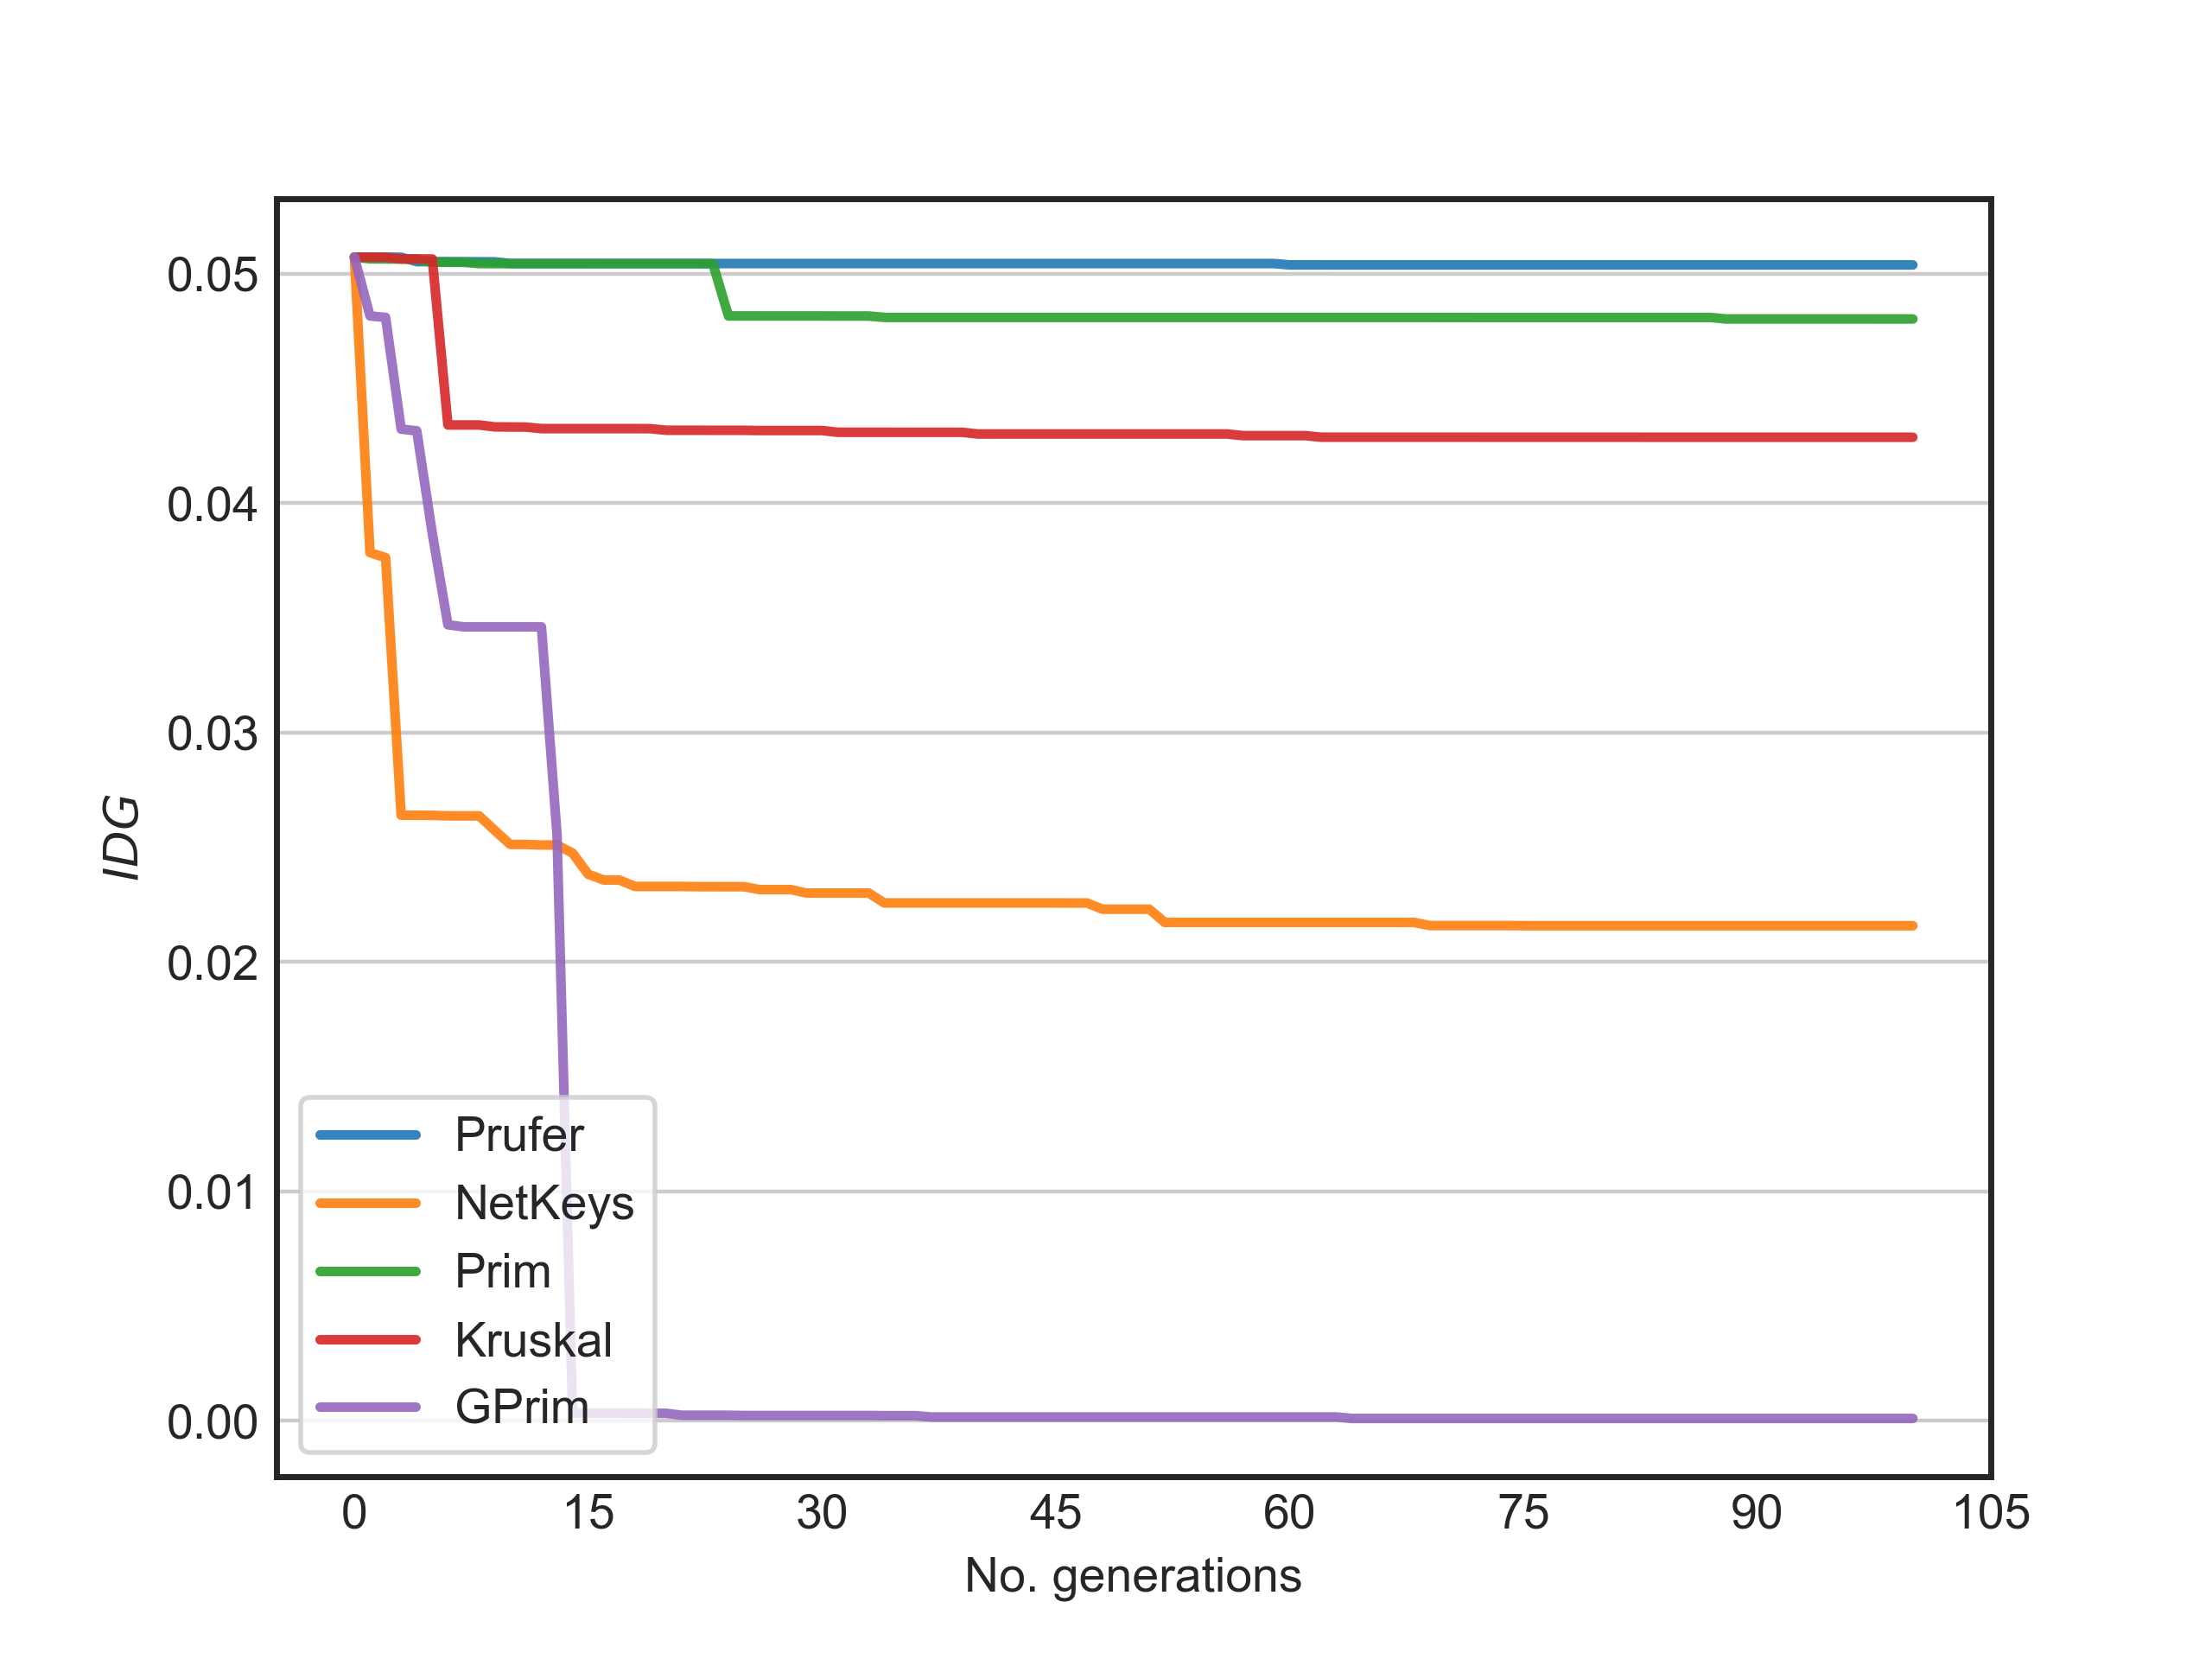 0.05
0.04
0.03
0.02
0.01
0.00
IDG
Prufer
NetKeys
Prim
Kruskal
GPrim
0 15 30 45 60 75 90 105
No. generations